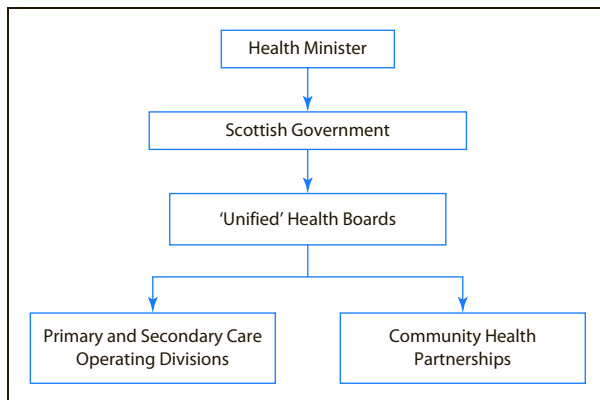 Health Minister
Scottish Government
‘Unified’ Health Boards
Primary and Secondary Care
Operating Divisions
Community Health
Partnerships